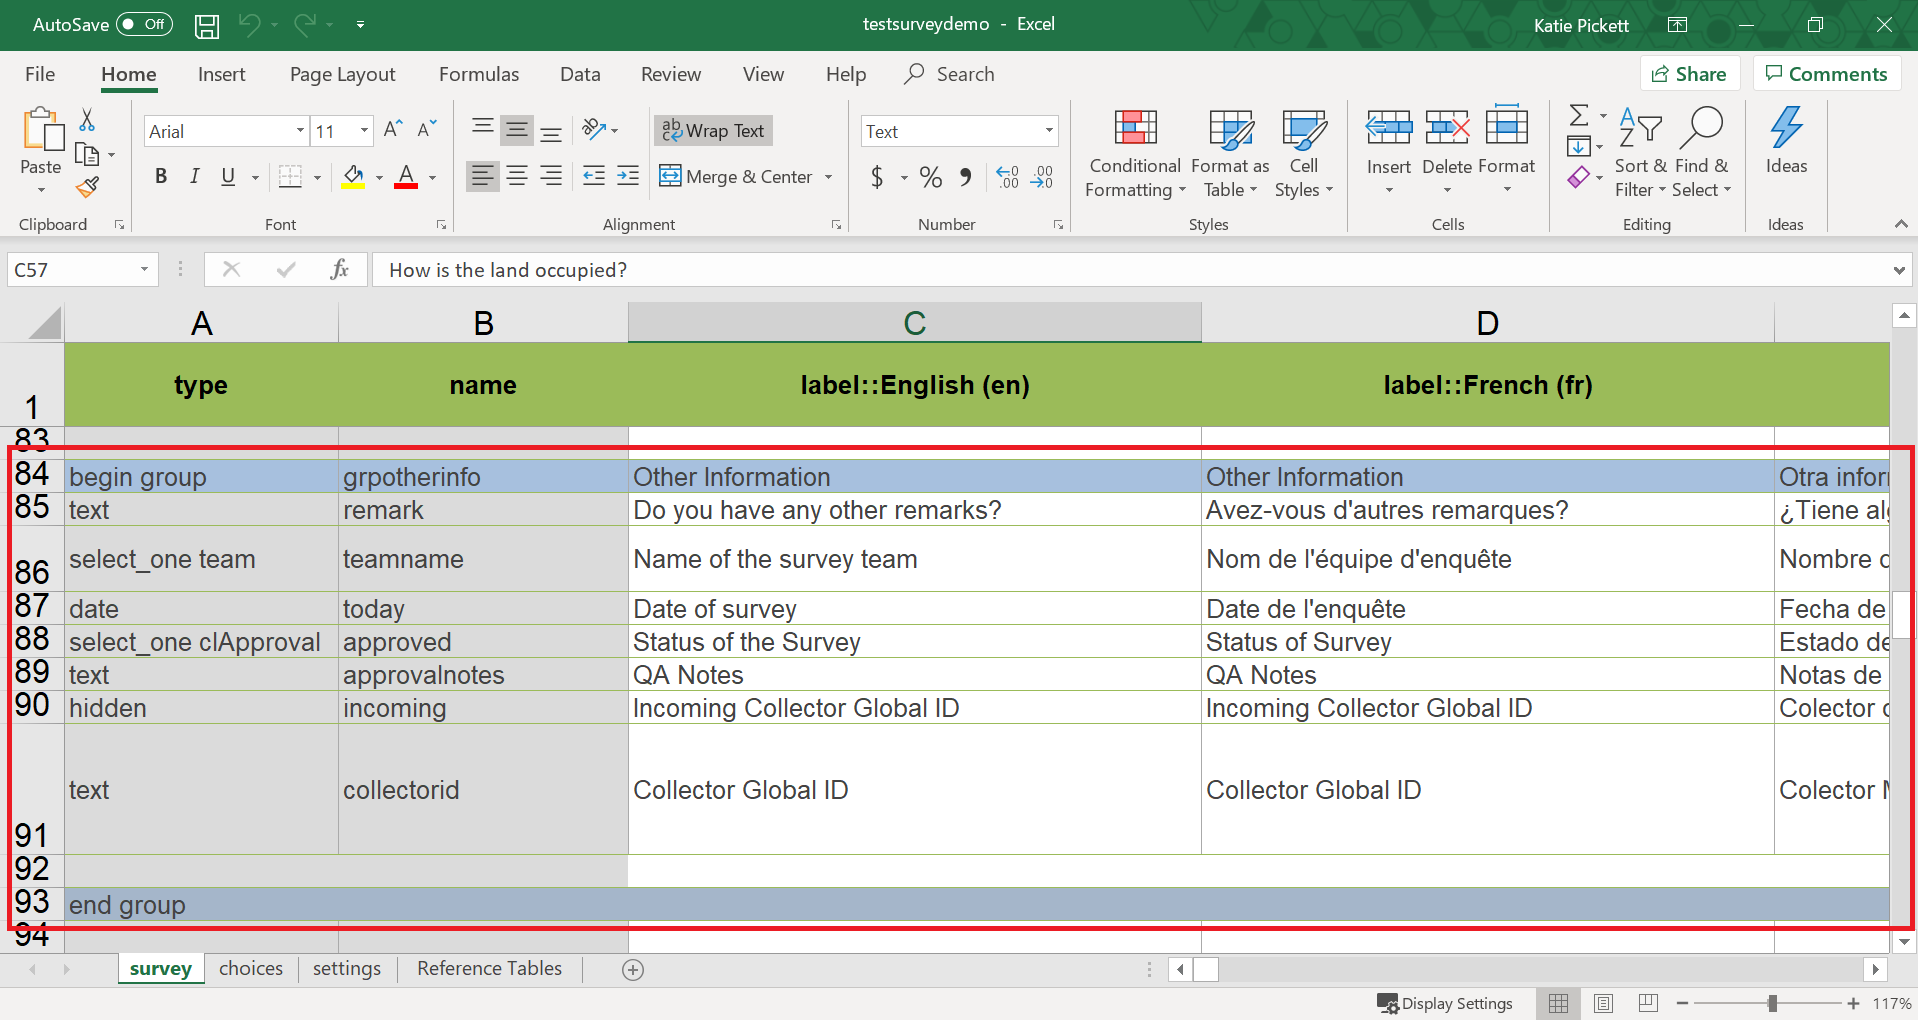 AutoSave Off testsurveydemo - Excel Katie Pickett
File Home Insert Page Layout Formulas Data Review View Help Search Share Comments
Paste Arial 11 A A ab Wrap Text Text Conditional Formatting Format as Table Cell Styles Insert Delete Format Σ A Z Sort & Filter Find & Select Ideas
B I U A Merge & Center $ % , .00 .00
Clipboard Font Alignment Number Styles Cells Editing Ideas
C57 fx How is the land occupied?
A B C D
1 type name label::English (en) label::French (fr)
83
84 begin group grpotherinfo Other Information Other Information Otra infor
85 text remark Do you have any other remarks? Avez-vous d'autres remarques? ¿Tiene alg
86 select_one team teamname Name of the survey team Nom de l'équipe d'enquête Nombre
87 date today Date of survey Date de l'enquête Fecha de
88 select_one clApproval approved Status of the Survey Status of Survey Estado de
89 text approvalnotes QA Notes QA Notes Notas de
90 hidden incoming Incoming Collector Global ID Incoming Collector Global ID Colector
91 text collectorid Collector Global ID Collector Global ID Colector
92
93 end group
94
survey choices settings Reference Tables
Display Settings 117%